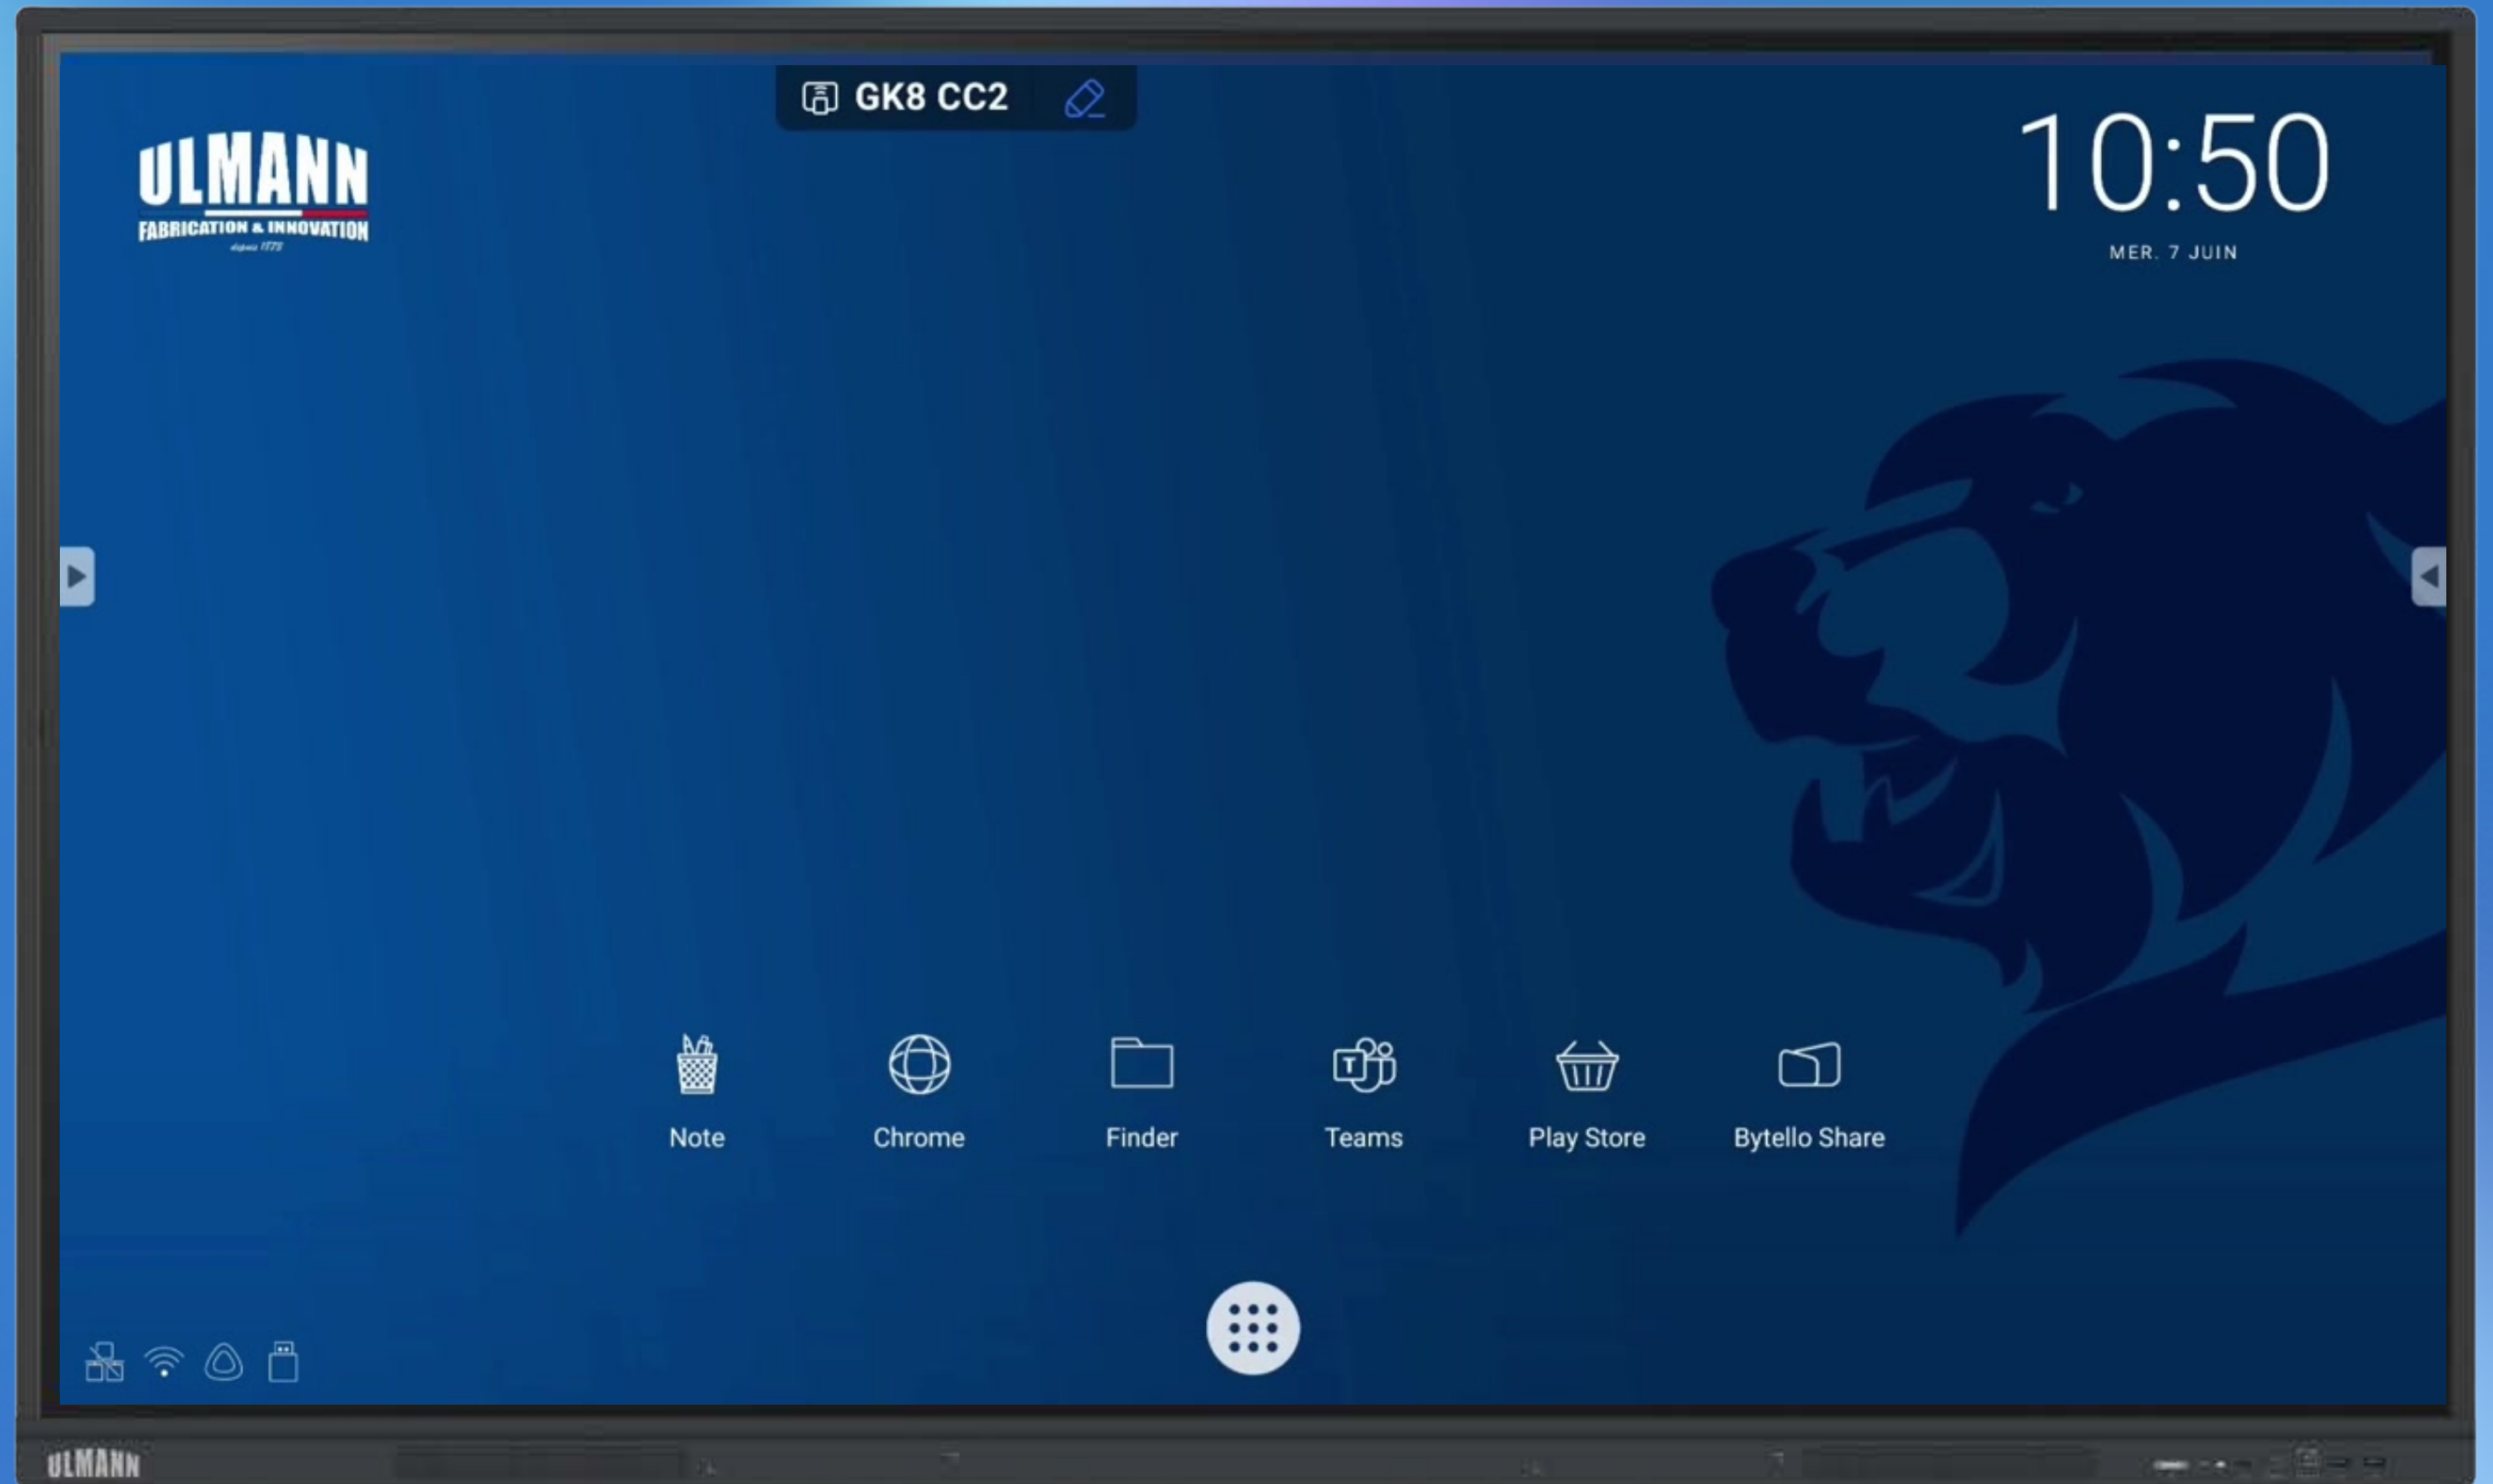 GK8 CC2
ULMANN
FABRICATION & INNOVATION
10:50
MER. 7 JUIN
Note
Chrome
Finder
T
Teams
Play Store
Bytello Share
ULMANN